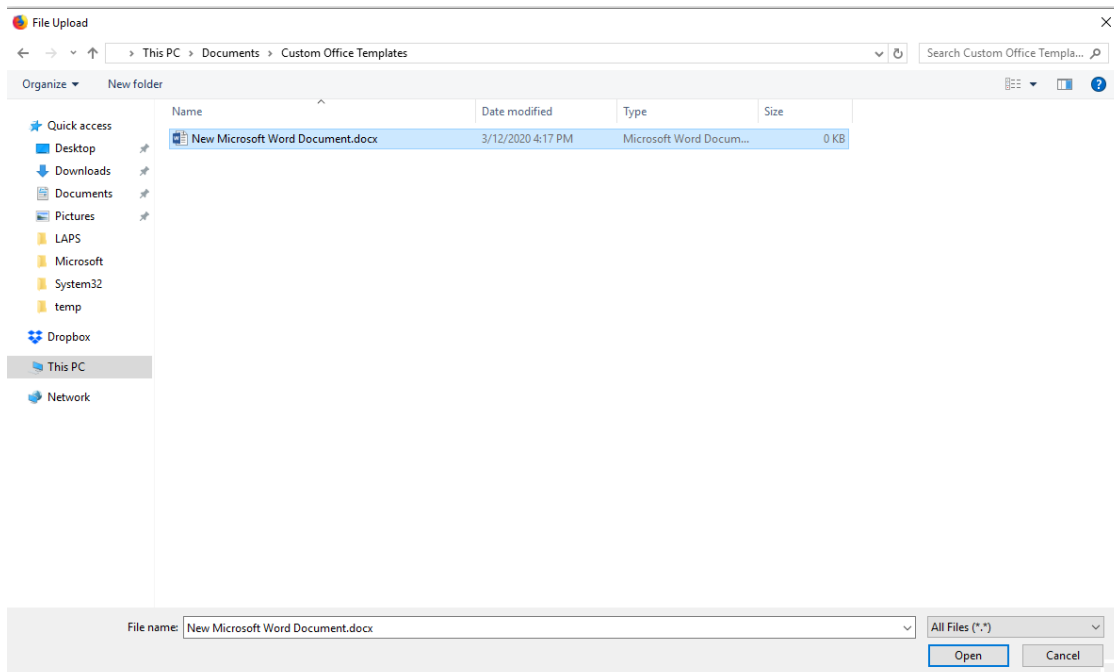 File Upload
This PC > Documents > Custom Office Templates
Search Custom Office Templa...
Organize
New folder
Name
Date modified
Type
Size
New Microsoft Word Document.docx
3/12/2020 4:17 PM
Microsoft Word Docum...
0 KB
Quick access
Desktop
Downloads
Documents
Pictures
LAPS
Microsoft
System32
temp
Dropbox
This PC
Network
File name: New Microsoft Word Document.docx
All Files (*.*)
Open
Cancel